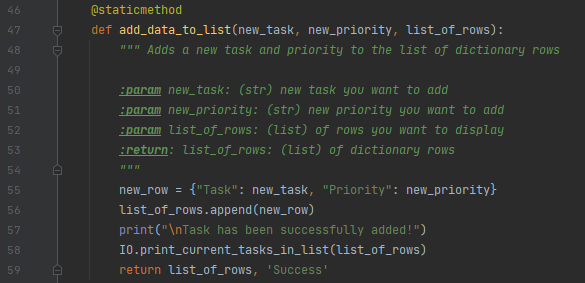 46 @staticmethod
47 def add_data_to_list(new_task, new_priority, list_of_rows):
48 """ Adds a new task and priority to the list of dictionary rows
49
50 :param new_task: (str) new task you want to add
51 :param new_priority: (str) new priority you want to add
52 :param list_of_rows: (list) of rows you want to display
53 :return: list_of_rows: (list) of dictionary rows
54 """
55 new_row = {"Task": new_task, "Priority": new_priority}
56 list_of_rows.append(new_row)
57 print("\nTask has been successfully added!")
58 IO.print_current_tasks_in_list(list_of_rows)
59 return list_of_rows, 'Success'